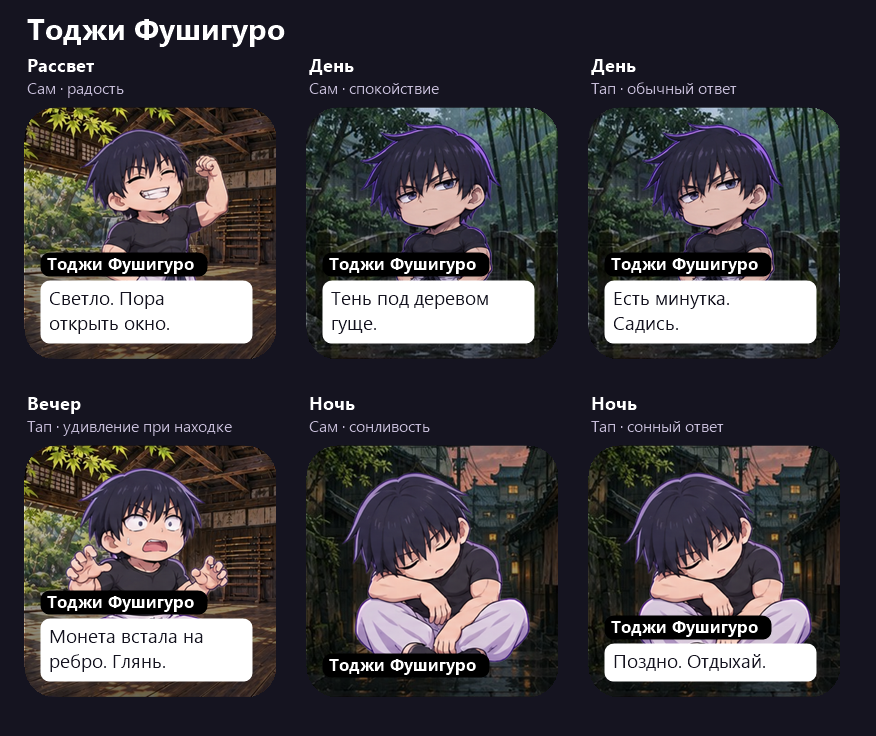 Тоджи Фушигуро
Рассвет
Сам · радость
Тоджи Фушигуро
Светло. Пора
открыть окно.
День
Сам · спокойствие
Тоджи Фушигуро
Тень под деревом
гуще.
День
Тап · обычный ответ
Тоджи Фушигуро
Есть минутка.
Садись.
Вечер
Тап · удивление при находке
Тоджи Фушигуро
Монета встала на
ребро. Глянь.
Ночь
Сам · сонливость
Тоджи Фушигуро
Ночь
Тап · сонный ответ
Тоджи Фушигуро
Поздно. Отдыхай.